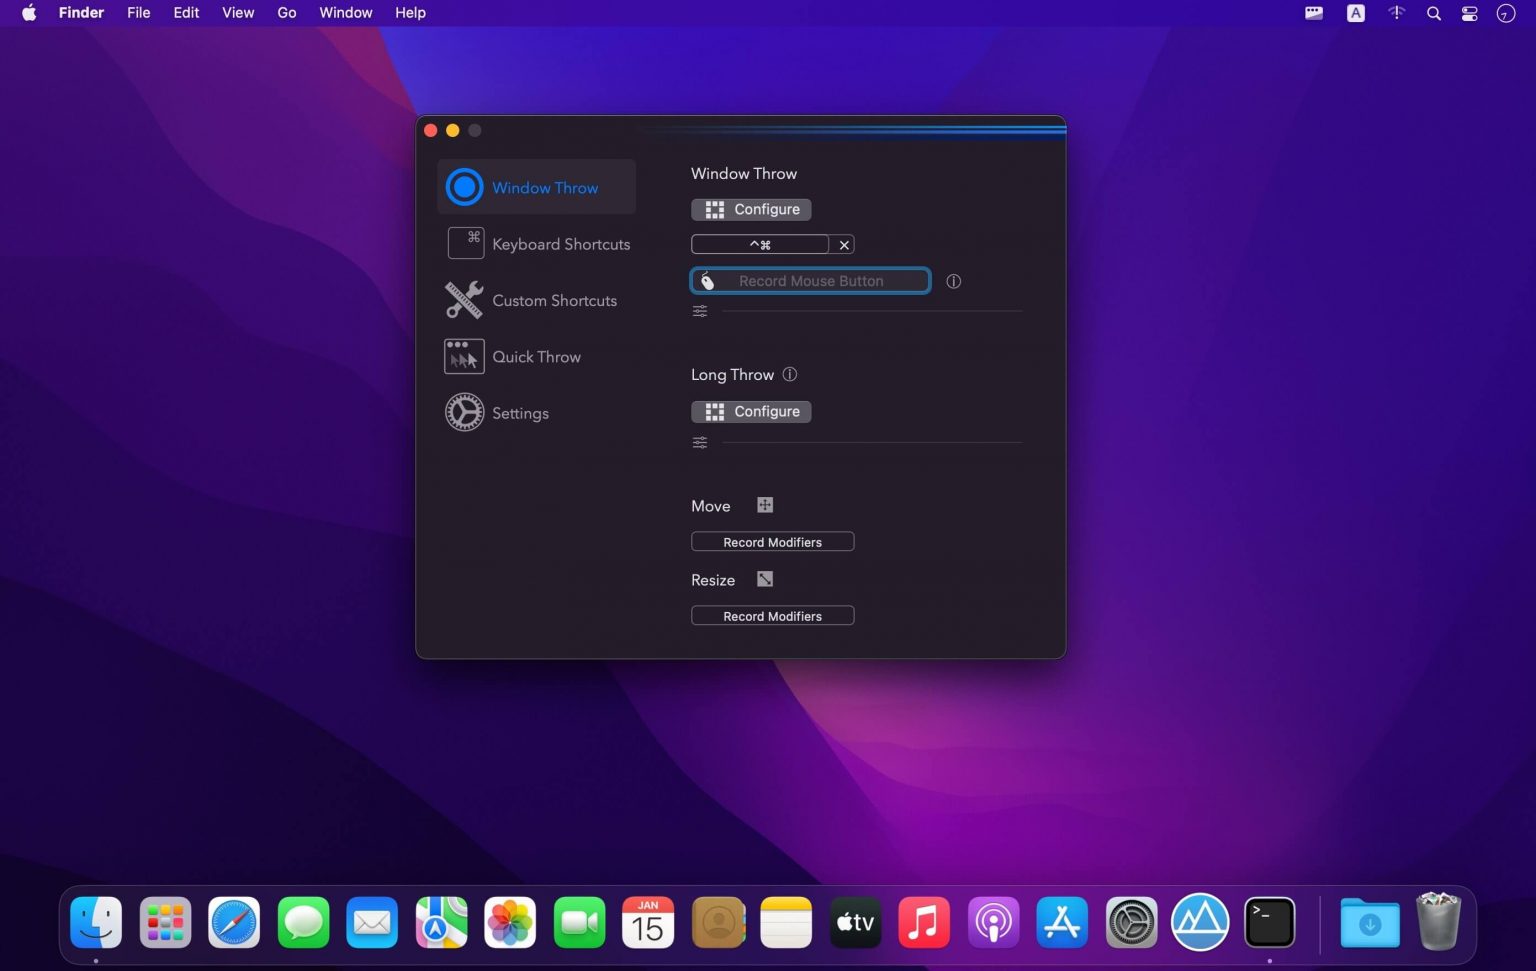 Finder File Edit View Go Window Help A
Window Throw
Keyboard Shortcuts
Custom Shortcuts
Quick Throw
Settings
Window Throw
Configure
^⌘ ✕
Record Mouse Button
Long Throw
Configure
Move
Record Modifiers
Resize
Record Modifiers
JAN
15
tv
>_